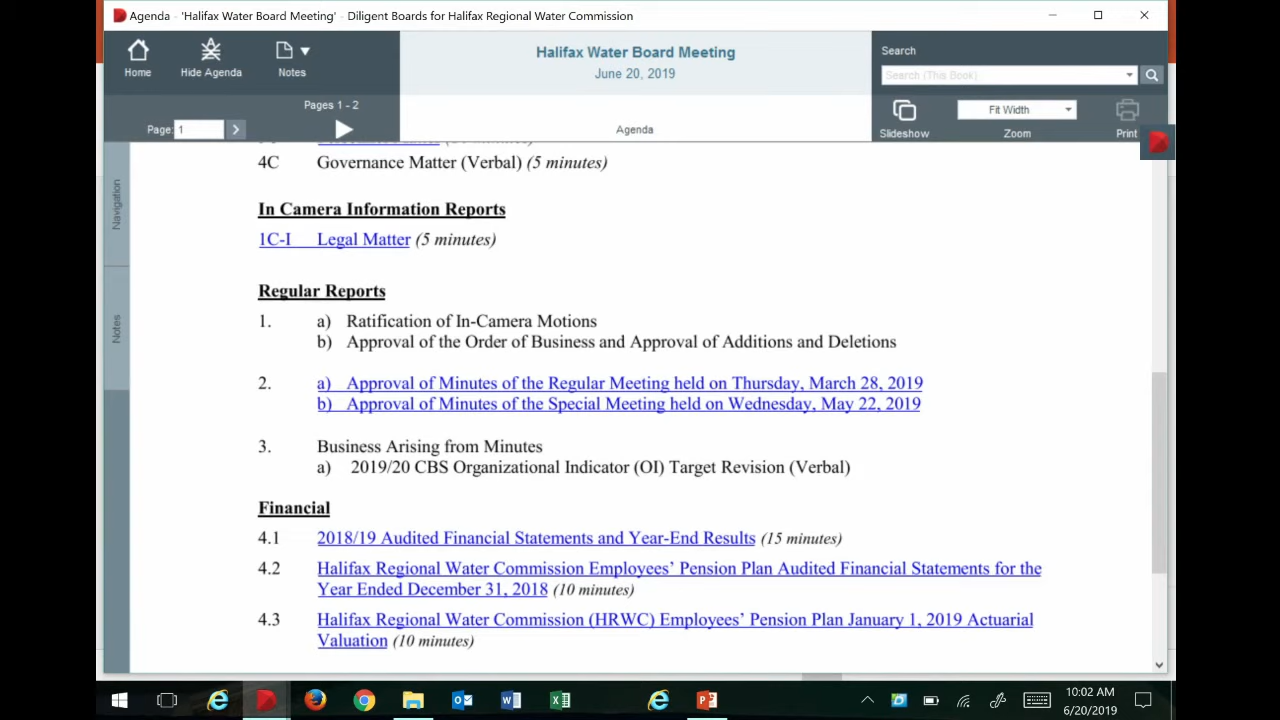 Agenda - 'Halifax Water Board Meeting' - Diligent Boards for Halifax Regional Water Commission
Home
Hide Agenda
Notes
Pages 1 - 2
Page: 1
Halifax Water Board Meeting
June 20, 2019
Agenda
Search
Search (This Book)
Slideshow
Fit Width
Zoom
Print
Navigation
Notes
4C Governance Matter (Verbal) (5 minutes)
In Camera Information Reports
1C-I Legal Matter (5 minutes)
Regular Reports
1. a) Ratification of In-Camera Motions
b) Approval of the Order of Business and Approval of Additions and Deletions
2. a) Approval of Minutes of the Regular Meeting held on Thursday, March 28, 2019
b) Approval of Minutes of the Special Meeting held on Wednesday, May 22, 2019
3. Business Arising from Minutes
a) 2019/20 CBS Organizational Indicator (OI) Target Revision (Verbal)
Financial
4.1 2018/19 Audited Financial Statements and Year-End Results (15 minutes)
4.2 Halifax Regional Water Commission Employees’ Pension Plan Audited Financial Statements for the
Year Ended December 31, 2018 (10 minutes)
4.3 Halifax Regional Water Commission (HRWC) Employees’ Pension Plan January 1, 2019 Actuarial
Valuation (10 minutes)
10:02 AM
6/20/2019